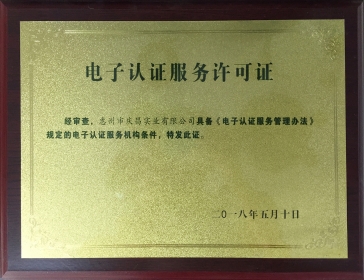 电子认证服务许可证
经审查，惠州市庆昌实业有限公司具备《电子认证服务管理办法》
规定的电子认证服务机构条件，特发此证。
二〇一八年五月十日